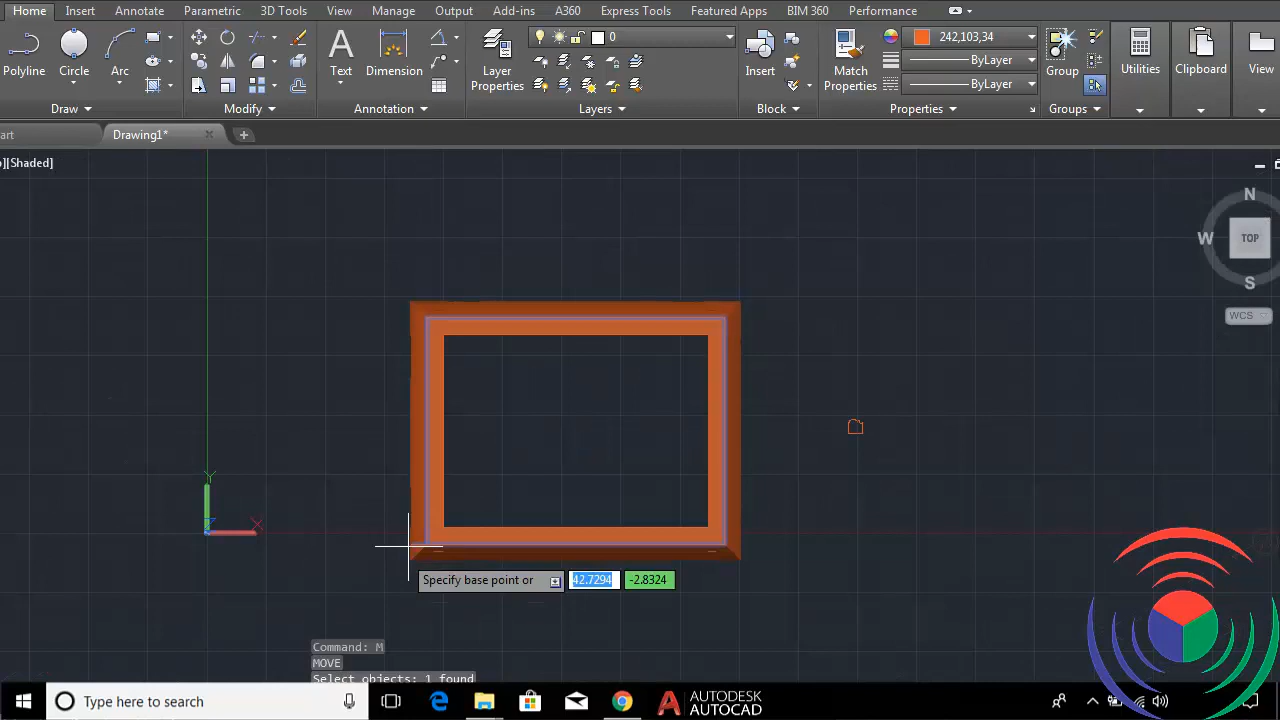 Home Insert Annotate Parametric 3D Tools View Manage Output Add-ins A360 Express Tools Featured Apps BIM 360 Performance
0 242,103,34
ByLayer
ByLayer
Polyline Circle Arc Text Dimension Layer Properties Insert Match Properties Group Utilities Clipboard View
Draw Modify Annotation Layers Block Properties Groups
art Drawing1*
][Shaded]
N
W TOP
S
WCS
Y
X
Specify base point or 42.7294 -2.8324
Command: M
MOVE
Select objects: 1 found
Type here to search
AUTODESK
AUTOCAD